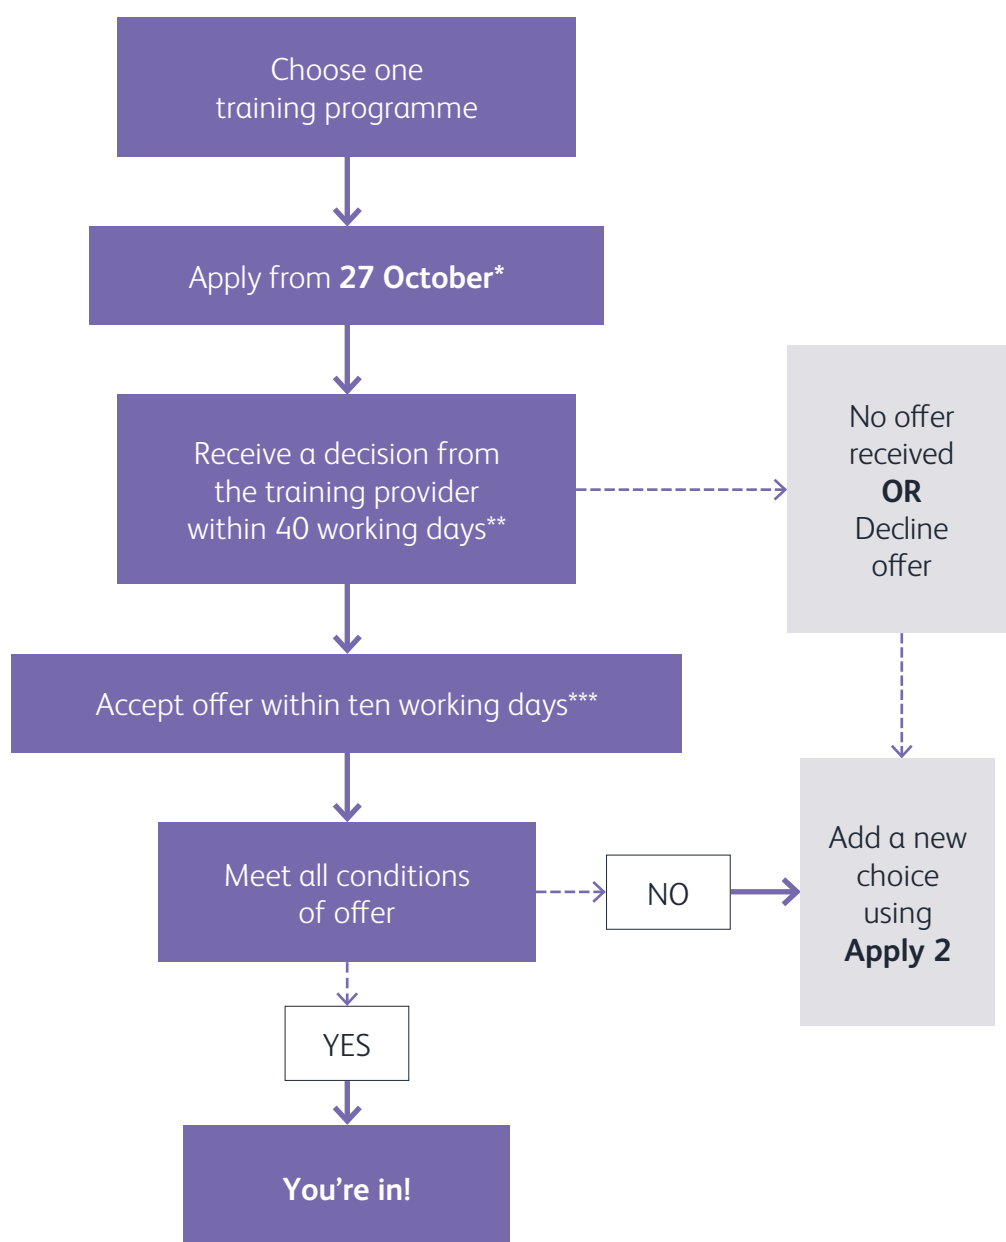 Choose one
training programme
Apply from 27 October*
Receive a decision from
the training provider
within 40 working days**
No offer
received
OR
Decline
offer
Accept offer within ten working days***
Meet all conditions
of offer
NO
Add a new
choice
using
Apply 2
YES
You're in!